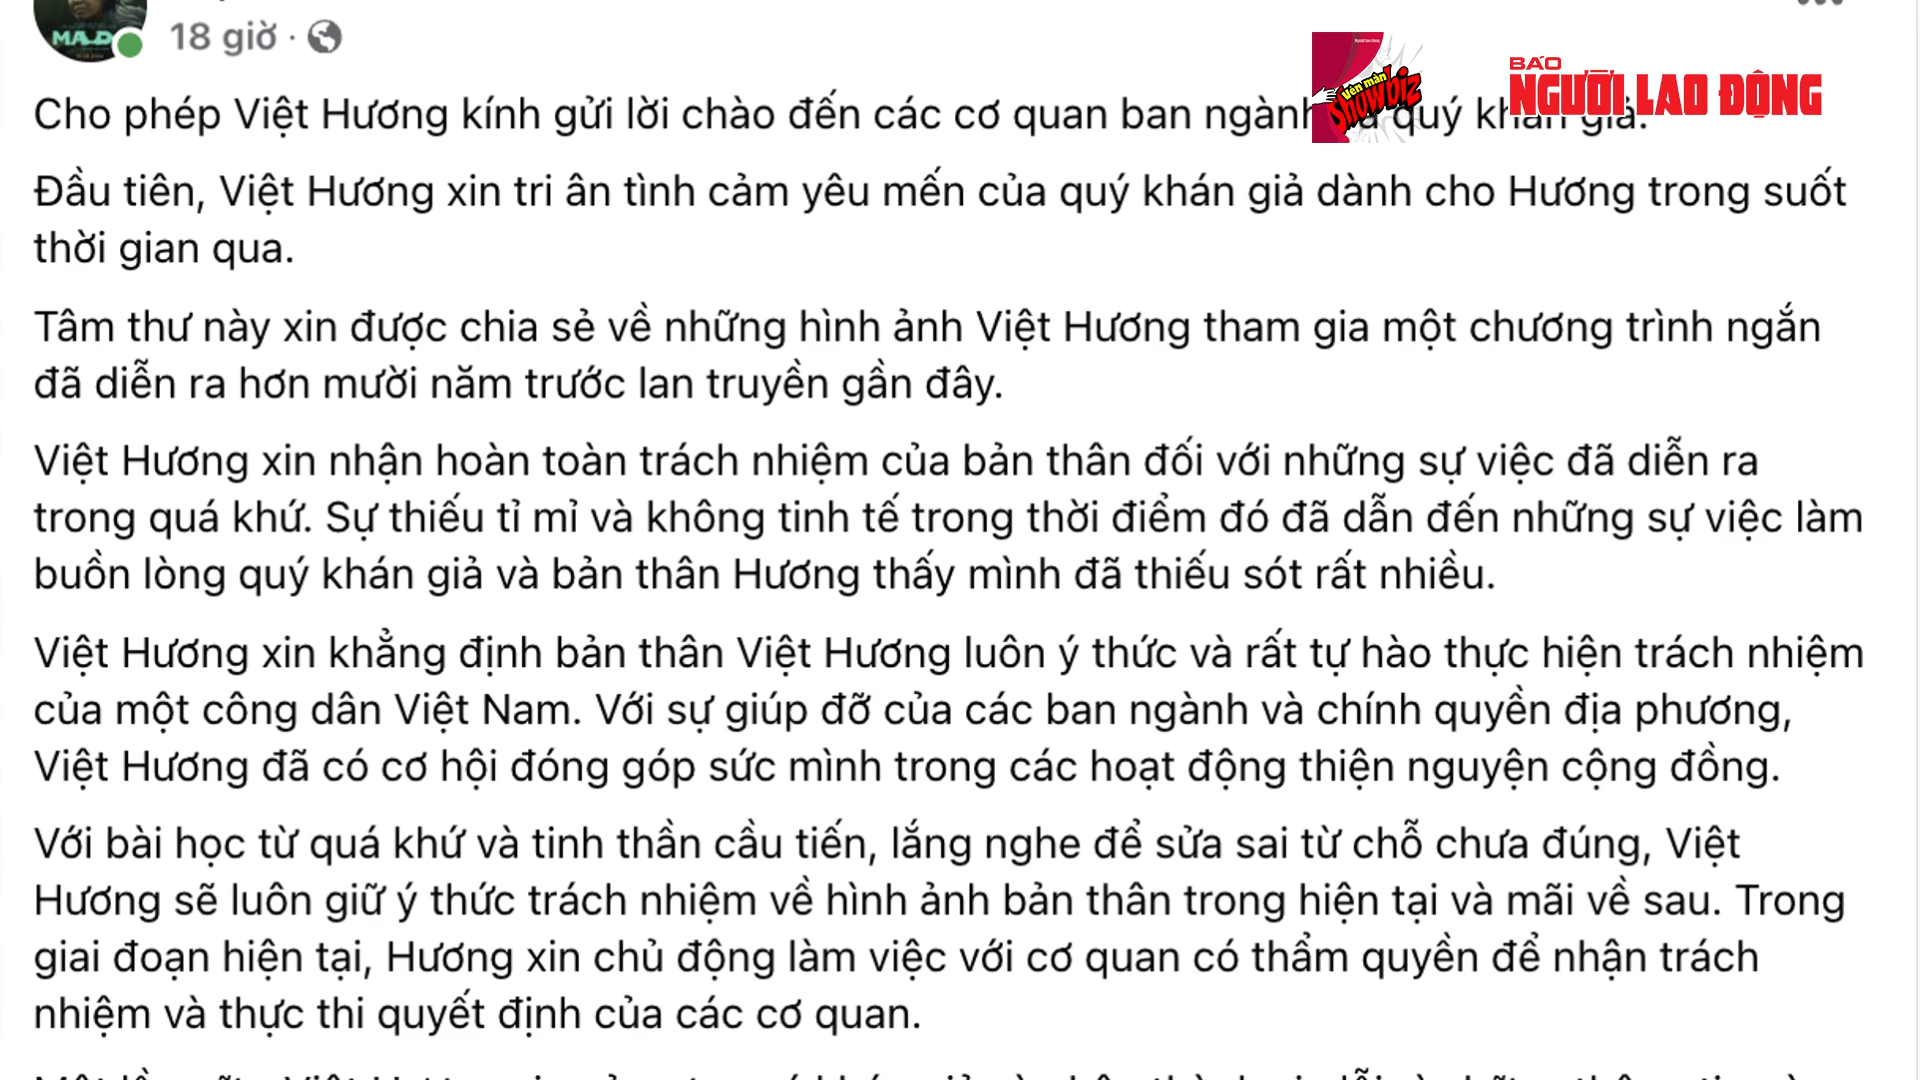 MA.D
18 giờ ·
Người lao động
Vén màn
Showbiz
BÁO
NGƯỜI LAO ĐỘNG
Cho phép Việt Hương kính gửi lời chào đến các cơ quan ban ngành quý khán giả.
Đầu tiên, Việt Hương xin tri ân tình cảm yêu mến của quý khán giả dành cho Hương trong suốt
thời gian qua.
Tâm thư này xin được chia sẻ về những hình ảnh Việt Hương tham gia một chương trình ngắn
đã diễn ra hơn mười năm trước lan truyền gần đây.
Việt Hương xin nhận hoàn toàn trách nhiệm của bản thân đối với những sự việc đã diễn ra
trong quá khứ. Sự thiếu tỉ mỉ và không tinh tế trong thời điểm đó đã dẫn đến những sự việc làm
buồn lòng quý khán giả và bản thân Hương thấy mình đã thiếu sót rất nhiều.
Việt Hương xin khẳng định bản thân Việt Hương luôn ý thức và rất tự hào thực hiện trách nhiệm
của một công dân Việt Nam. Với sự giúp đỡ của các ban ngành và chính quyền địa phương,
Việt Hương đã có cơ hội đóng góp sức mình trong các hoạt động thiện nguyện cộng đồng.
Với bài học từ quá khứ và tinh thần cầu tiến, lắng nghe để sửa sai từ chỗ chưa đúng, Việt
Hương sẽ luôn giữ ý thức trách nhiệm về hình ảnh bản thân trong hiện tại và mãi về sau. Trong
giai đoạn hiện tại, Hương xin chủ động làm việc với cơ quan có thẩm quyền để nhận trách
nhiệm và thực thi quyết định của các cơ quan.